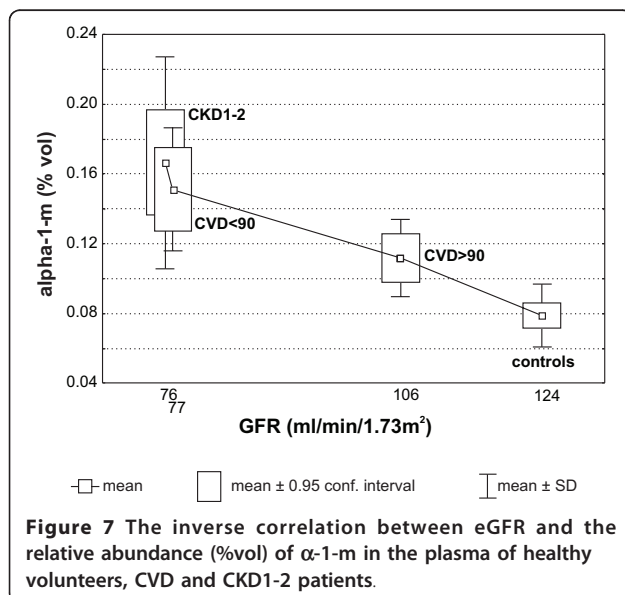 0.24
0.20
0.16
0.12
0.08
0.04
alpha-1-m (% vol)
CKD1-2
CVD<90
CVD>90
controls
76
77
106
124
GFR (ml/min/1.73m²)
mean
mean ± 0.95 conf. interval
mean ± SD
Figure 7 The inverse correlation between eGFR and the
relative abundance (%vol) of α-1-m in the plasma of healthy
volunteers, CVD and CKD1-2 patients.